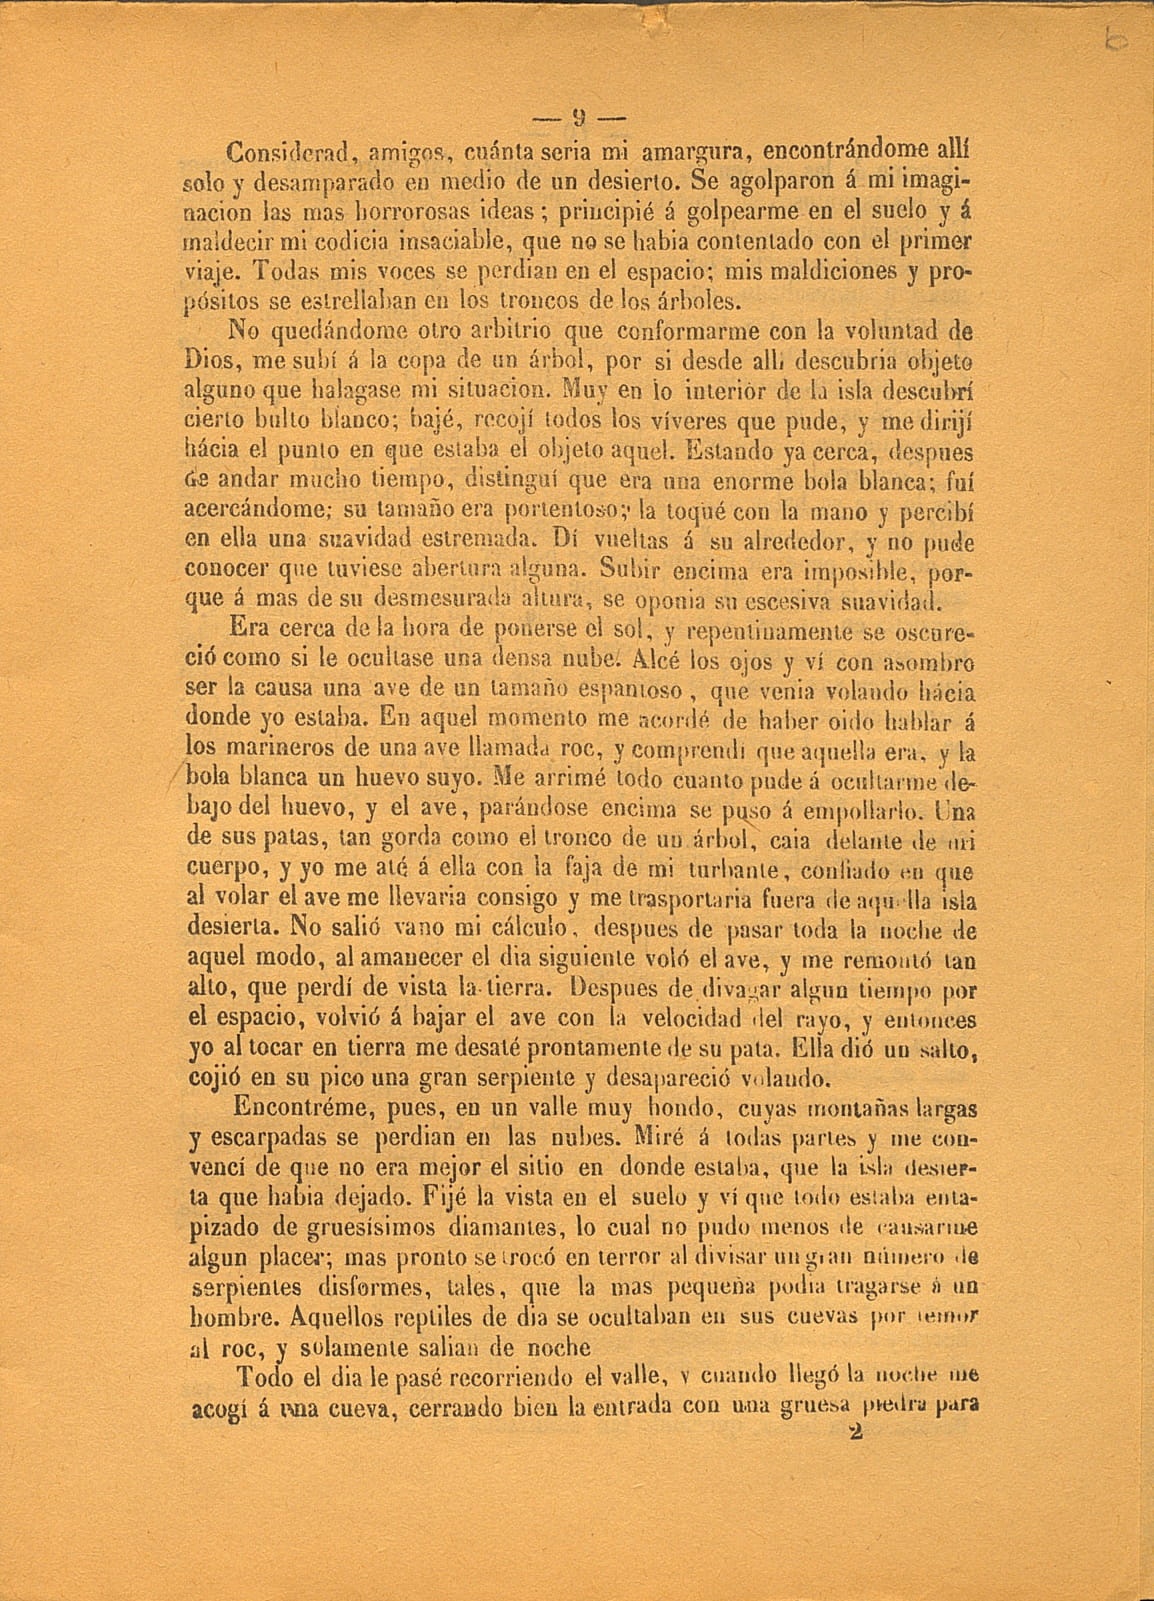 6
— 9 —
Considerad, amigos, cuánta seria mi amargura, encontrándome allí
solo y desamparado en medio de un desierto. Se agolparon á mi imagi-
nacion las mas horrorosas ideas; principié á golpearme en el suelo y á
maldecir mi codicia insaciable, que no se habia contentado con el primer
viaje. Todas mis voces se perdian en el espacio; mis maldiciones y pro-
pósitos se estrellaban en los troncos de los árboles.
No quedándome otro arbitrio que conformarme con la voluntad de
Dios, me subí á la copa de un árbol, por si desde allí descubria objeto
alguno que halagase mi situacion. Muy en lo interior de la isla descubrí
cierto bulto blanco; bajé, recojí todos los víveres que pude, y me dirijí
hácia el punto en que estaba el objeto aquel. Estando ya cerca, despues
de andar mucho tiempo, distinguí que era una enorme bola blanca; fuí
acercándome; su tamaño era portentoso; la toqué con la mano y percibí
en ella una suavidad estremada. Dí vueltas á su alrededor, y no pude
conocer que tuviese abertura alguna. Subir encima era imposible, por-
que á mas de su desmesurada altura, se oponia su escesiva suavidad.
Era cerca de la hora de ponerse el sol, y repentinamente se oscure-
ció como si le ocultase una densa nube. Alcé los ojos y ví con asombro
ser la causa una ave de un tamaño espantoso, que venia volando hácia
donde yo estaba. En aquel momento me acordé de haber oido hablar á
los marineros de una ave llamada roc, y comprendí que aquella era, y la
bola blanca un huevo suyo. Me arrimé todo cuanto pude á ocultarme de-
bajo del huevo, y el ave, parándose encima se puso á empollarlo. Una
de sus patas, tan gorda como el tronco de un árbol, caia delante de mi
cuerpo, y yo me até á ella con la faja de mi turbante, confiado en que
al volar el ave me llevaria consigo y me trasportaria fuera de aquella isla
desierta. No salió vano mi cálculo, despues de pasar toda la noche de
aquel modo, al amanecer el dia siguiente voló el ave, y me remontó tan
alto, que perdí de vista la tierra. Despues de divagar algun tiempo por
el espacio, volvió á bajar el ave con la velocidad del rayo, y entonces
yo al tocar en tierra me desaté prontamente de su pata. Ella dió un salto,
cojió en su pico una gran serpiente y desapareció volando.
Encontréme, pues, en un valle muy hondo, cuyas montañas largas
y escarpadas se perdian en las nubes. Miré á todas partes y me con-
vencí de que no era mejor el sitio en donde estaba, que la isla desier-
ta que habia dejado. Fijé la vista en el suelo y ví que todo estaba enta-
pizado de gruesísimos diamantes, lo cual no pudo menos de causarme
algun placer; mas pronto se trocó en terror al divisar un gran número de
serpientes disformes, tales, que la mas pequeña podia tragarse á un
hombre. Aquellos reptiles de dia se ocultaban en sus cuevas por temor
al roc, y solamente salian de noche
Todo el dia le pasé recorriendo el valle, y cuando llegó la noche me
acogí á una cueva, cerrando bien la entrada con una gruesa piedra para
2